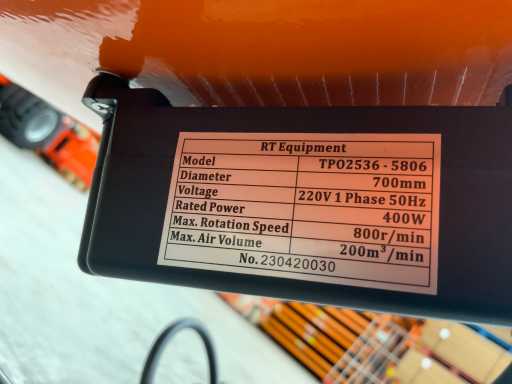 RT Equipment
Model TPO2536 - 5806
Diameter 700mm
Voltage 220V 1 Phase 50Hz
Rated Power 400W
Max. Rotation Speed 800r/min
Max. Air Volume 200m³/min
No. 230420030